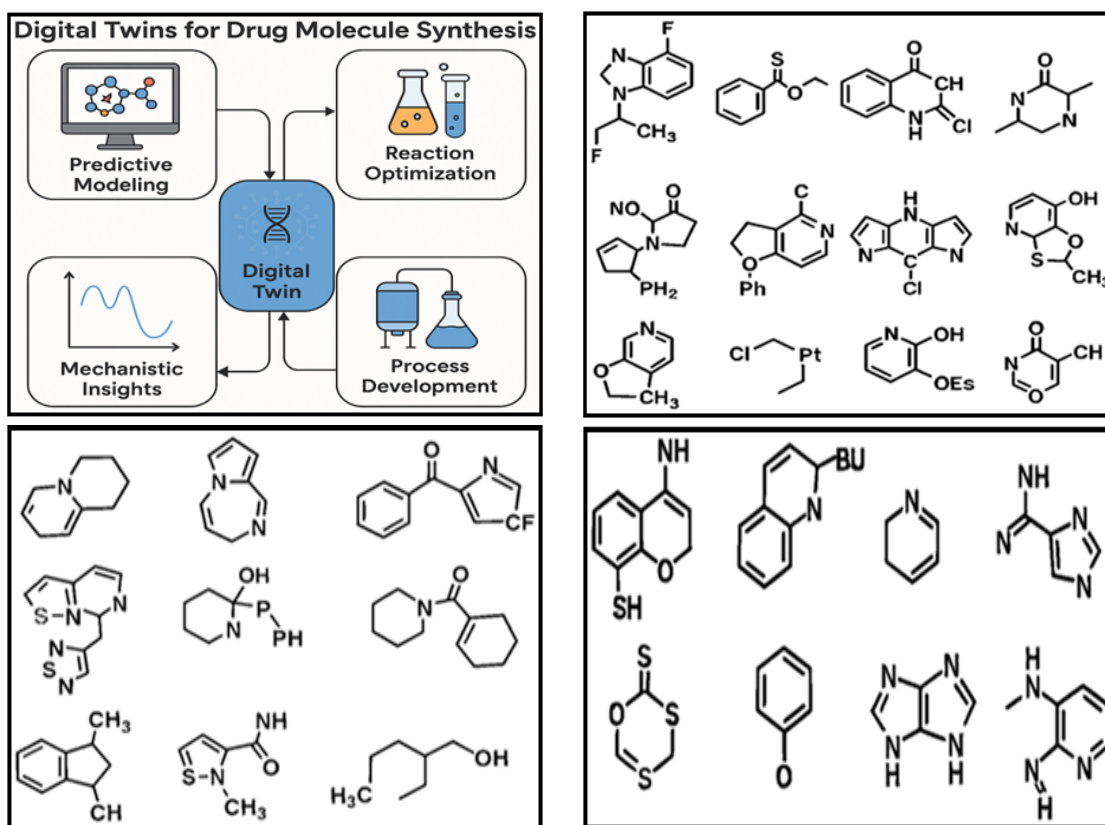 Digital Twins for Drug Molecule Synthesis
Predictive
Modeling
Reaction
Optimization
Digital
Twin
Mechanistic
Insights
Process
Development
F
N
N
CH₃
F
S
O
O
CH
N
H
Cl
O
N
N
NO
O
N
PH₂
C
N
O
Ph
H
N
N
N
C
Cl
OH
N
O
S
CH₃
N
O
CH₃
Cl
Pt
N
OH
OEs
O
N
CH
O
N
N
N
O
N
CF
S
N
N
N
S
N
OH
P
N
PH
O
N
CH₃
CH
NH
O
S
N
CH₃
OH
H₃C
NH
O
SH
BU
N
N
NH
N
N
N
S
O
S
S
O
N
N
N
H
N
H
H
N
N
N
H